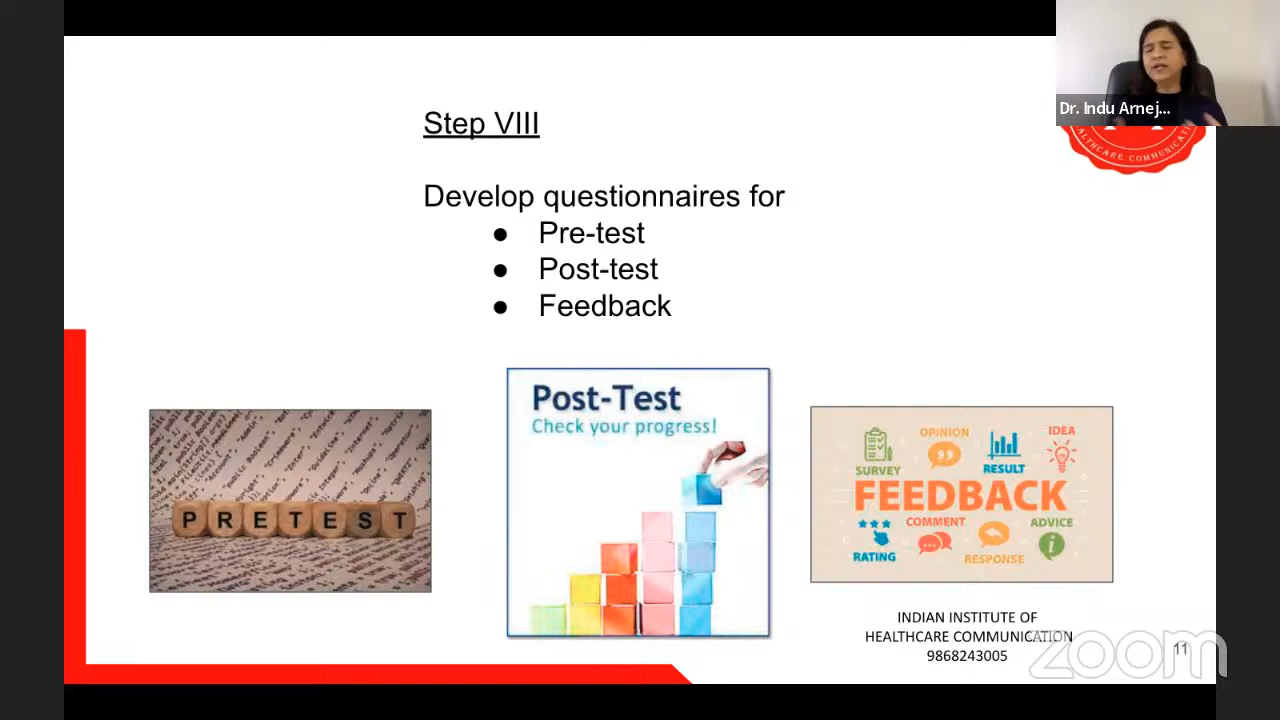 Dr. Indu Arnej...
Step VIII
Develop questionnaires for
● Pre-test
● Post-test
● Feedback
PRETEST
Post-Test
Check your progress!
SURVEY
OPINION
RESULT
IDEA
FEEDBACK
RATING
COMMENT
RESPONSE
ADVICE
INDIAN INSTITUTE OF
HEALTHCARE COMMUNICATION
9868243005
zoom
11